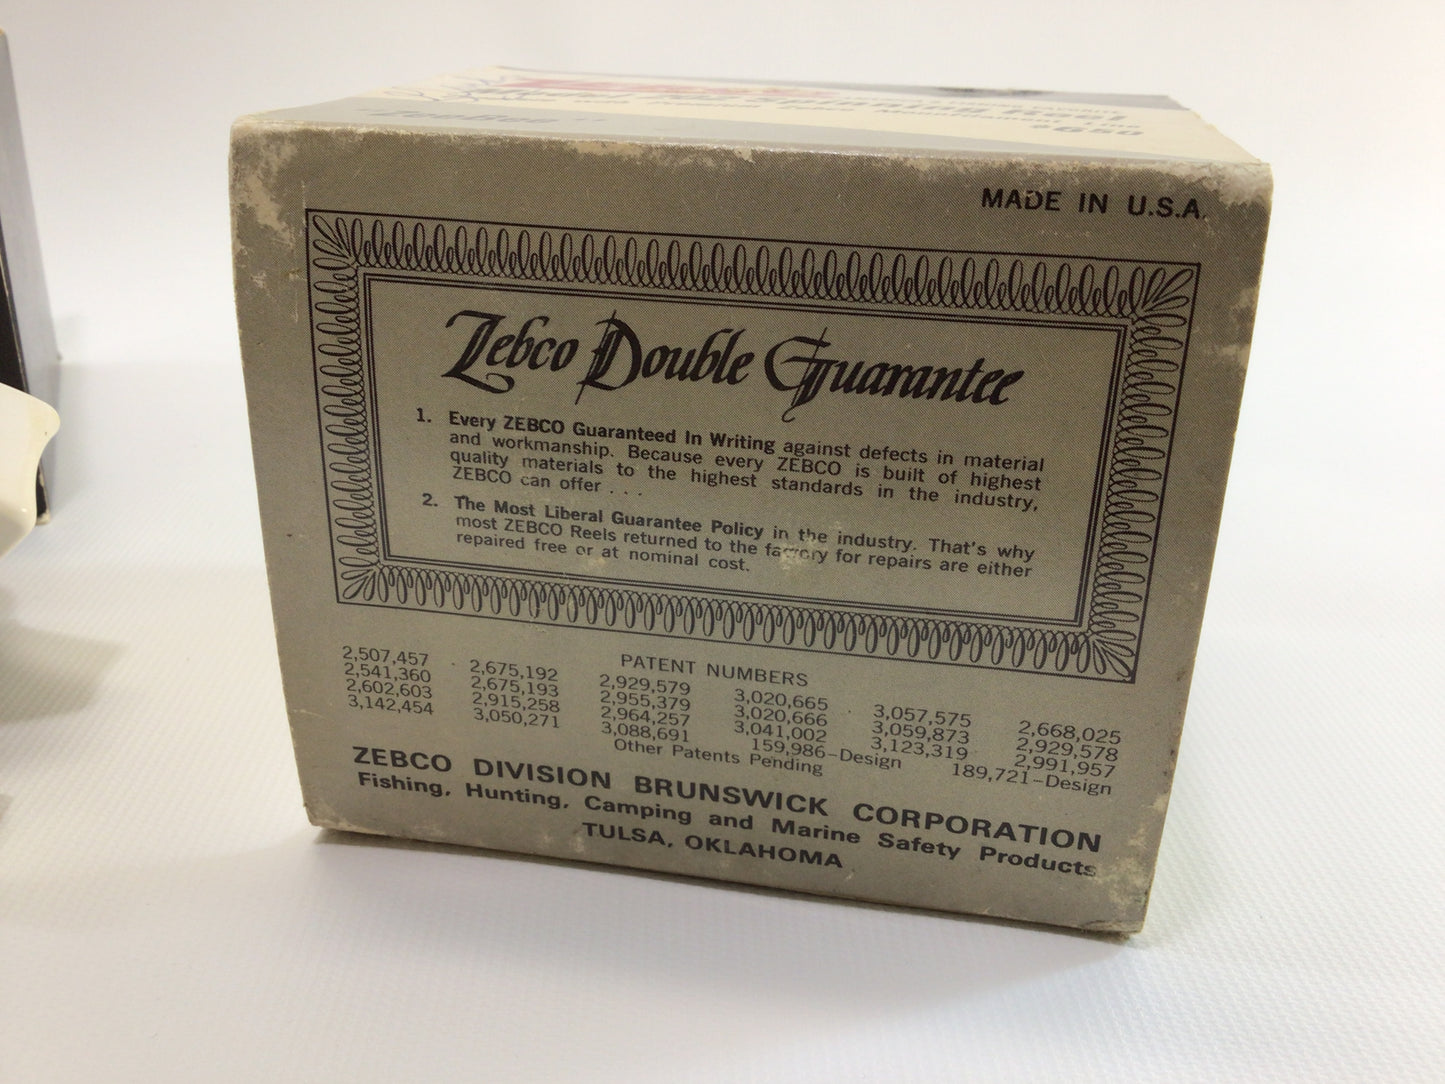 "ZeeBee"
Spinning Reel
MADE IN U.S.A.
Zebco Double Guarantee
1. Every ZEBCO Guaranteed In Writing against defects in material
and workmanship. Because every ZEBCO is built of highest
quality materials to the highest standards in the industry,
ZEBCO can offer . . .
2. The Most Liberal Guarantee Policy in the industry. That's why
most ZEBCO Reels returned to the factory for repairs are either
repaired free or at nominal cost.
PATENT NUMBERS
2,507,457 2,675,192 2,929,579 3,020,665 3,057,575 2,668,025
2,541,360 2,675,193 2,955,379 3,020,666 3,059,873 2,929,578
2,602,603 2,915,258 2,964,257 3,041,002 3,123,319 2,991,957
3,142,454 3,050,271 3,088,691 159,986-Design 189,721-Design
Other Patents Pending
ZEBCO DIVISION BRUNSWICK CORPORATION
Fishing, Hunting, Camping and Marine Safety Products
TULSA, OKLAHOMA